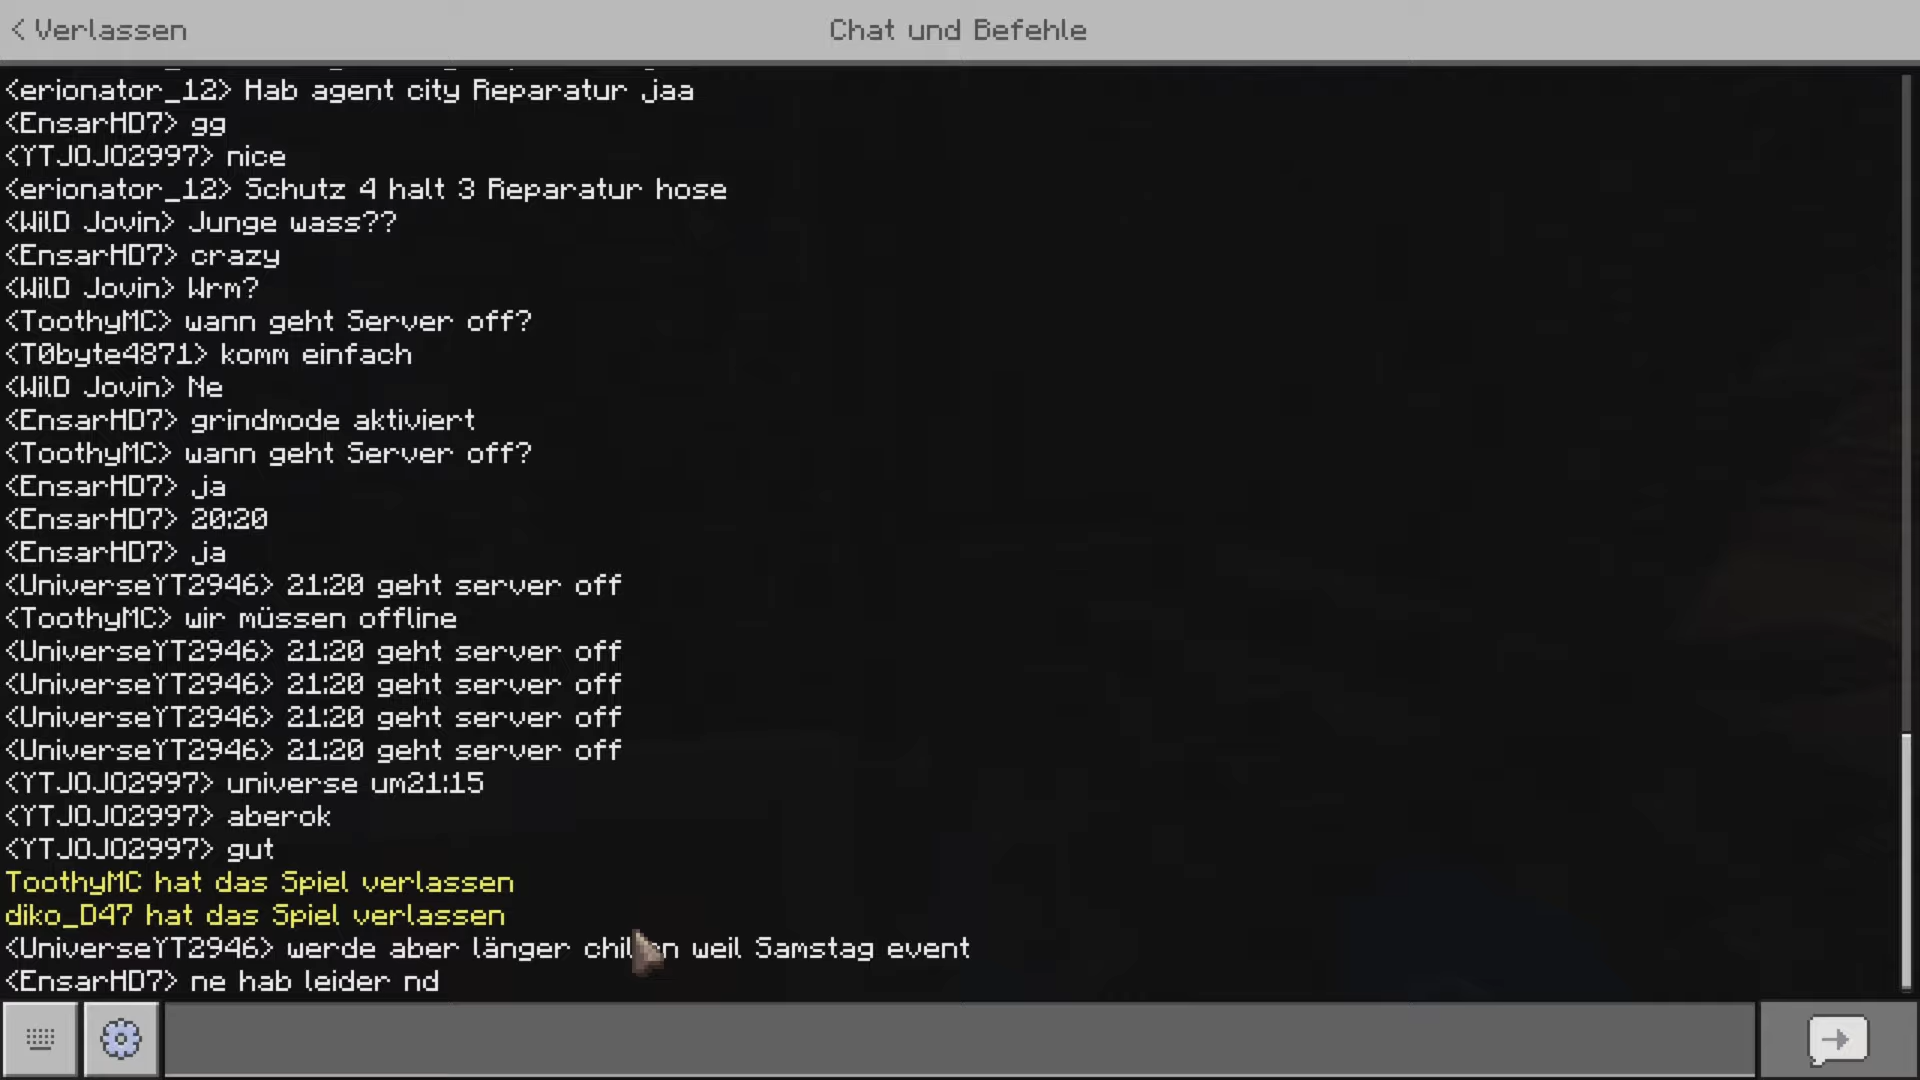 < Verlassen
Chat und Befehle
<erionator_12> Hab agent city Reparatur jaa
<EnsarHD7> gg
<YTJOJO2997> nice
<erionator_12> Schutz 4 halt 3 Reparatur hose
<WilD Jovin> Junge wass??
<EnsarHD7> crazy
<WilD Jovin> Wrm?
<ToothyMC> wann geht Server off?
<T0byte4871> komm einfach
<WilD Jovin> Ne
<EnsarHD7> grindmode aktiviert
<ToothyMC> wann geht Server off?
<EnsarHD7> ja
<EnsarHD7> 20:20
<EnsarHD7> ja
<UniverseYT2946> 21:20 geht server off
<ToothyMC> wir müssen offline
<UniverseYT2946> 21:20 geht server off
<UniverseYT2946> 21:20 geht server off
<UniverseYT2946> 21:20 geht server off
<UniverseYT2946> 21:20 geht server off
<YTJOJO2997> universe um21:15
<YTJOJO2997> aberok
<YTJOJO2997> gut
ToothyMC hat das Spiel verlassen
diko_D47 hat das Spiel verlassen
<UniverseYT2946> werde aber länger weil Samstag event
<EnsarHD7> ne hab leider nd